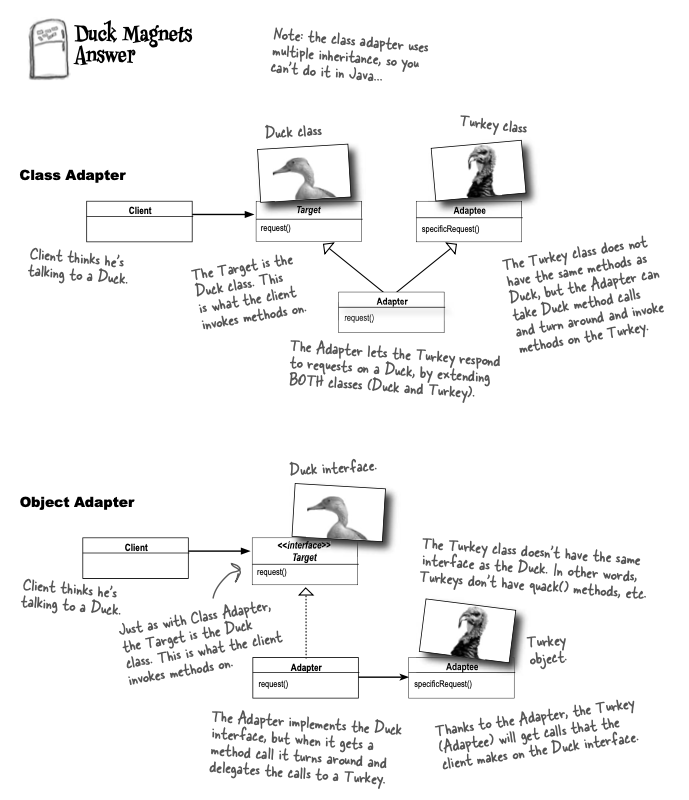 Duck Magnets
Answer
Note: the class adapter uses
multiple inheritance, so you
can't do it in Java...
Duck class
Turkey class
Class Adapter
Client
Target
request()
Adaptee
specificRequest()
Client thinks he's
talking to a Duck.
The Target is the
Duck class. This
is what the client
invokes methods on.
Adapter
request()
The Turkey class does not
have the same methods as
Duck, but the Adapter can
take Duck method calls
and turn around and invoke
methods on the Turkey.
The Adapter lets the Turkey respond
to requests on a Duck, by extending
BOTH classes (Duck and Turkey).
Duck interface.
Object Adapter
Client
<<interface>>
Target
request()
The Turkey class doesn't have the same
interface as the Duck. In other words,
Turkeys don't have quack() methods, etc.
Client thinks he's
talking to a Duck.
Just as with Class Adapter,
the Target is the Duck
class. This is what the client
invokes methods on.
Adapter
request()
Adaptee
specificRequest()
Turkey
object.
The Adapter implements the Duck
interface, but when it gets a
method call it turns around and
delegates the calls to a Turkey.
Thanks to the Adapter, the Turkey
(Adaptee) will get calls that the
client makes on the Duck interface.